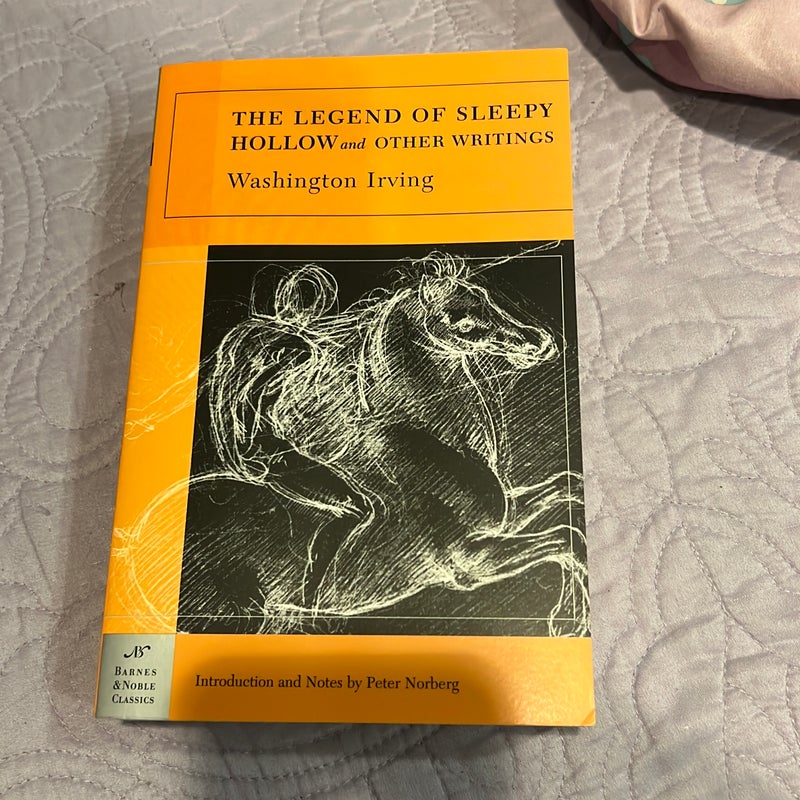 THE LEGEND OF SLEEPY
HOLLOW and OTHER WRITINGS
Washington Irving
BARNES
& NOBLE
CLASSICS
Introduction and Notes by Peter Norberg